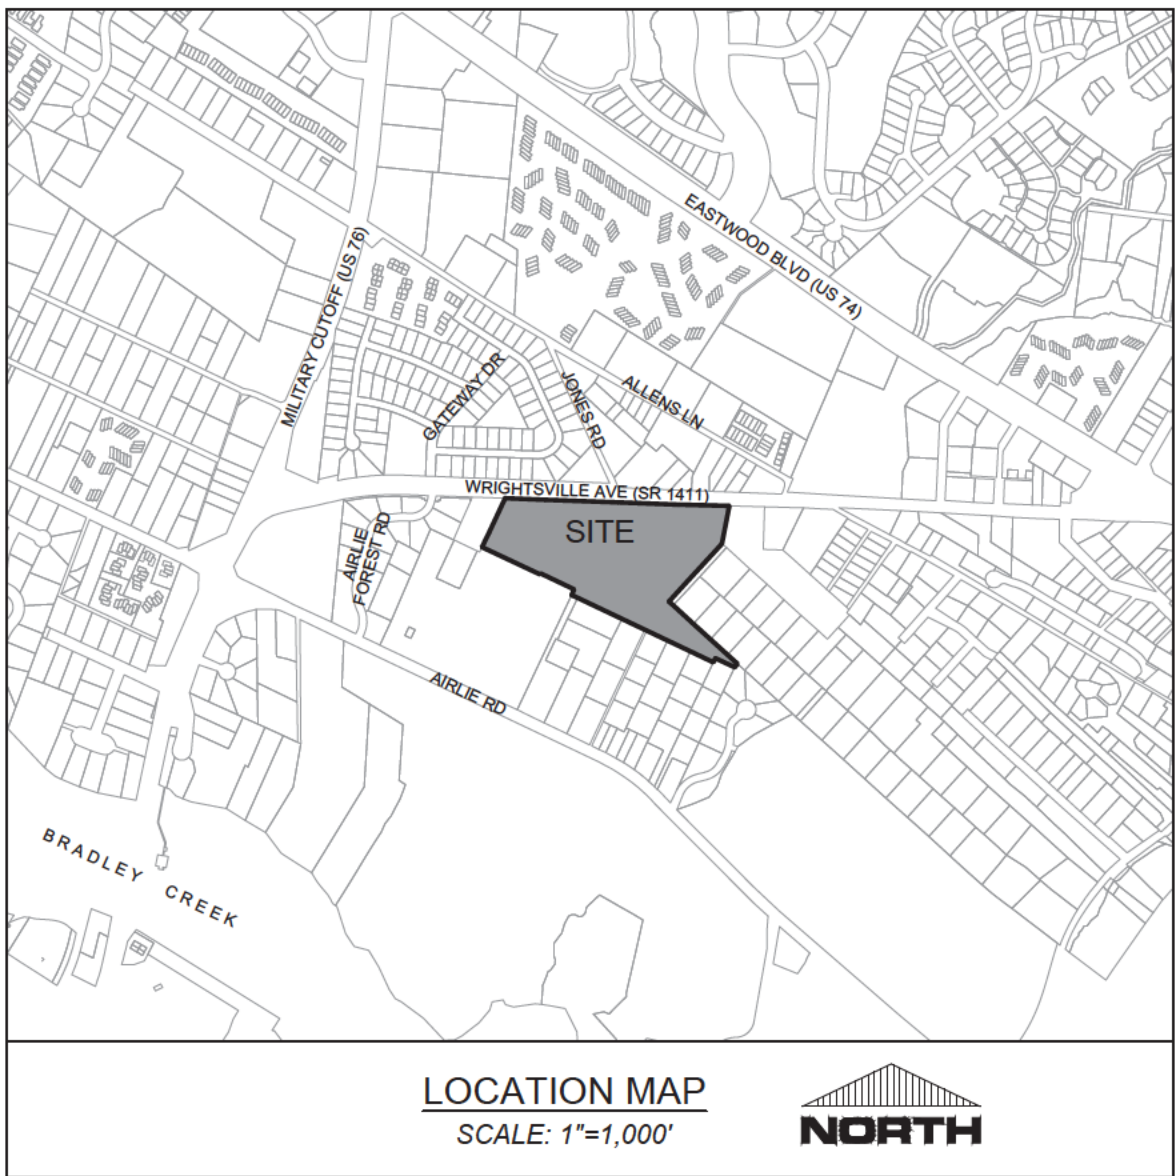 EASTWOOD BLVD (US 74)
MILITARY CUTOFF (US 76)
GATEWAY DR
JONES RD
ALLENS LN
WRIGHTSVILLE AVE (SR 1411)
SITE
AIRLIE
FOREST RD
AIRLIE RD
BRADLEY CREEK
LOCATION MAP
SCALE: 1"=1,000'
NORTH